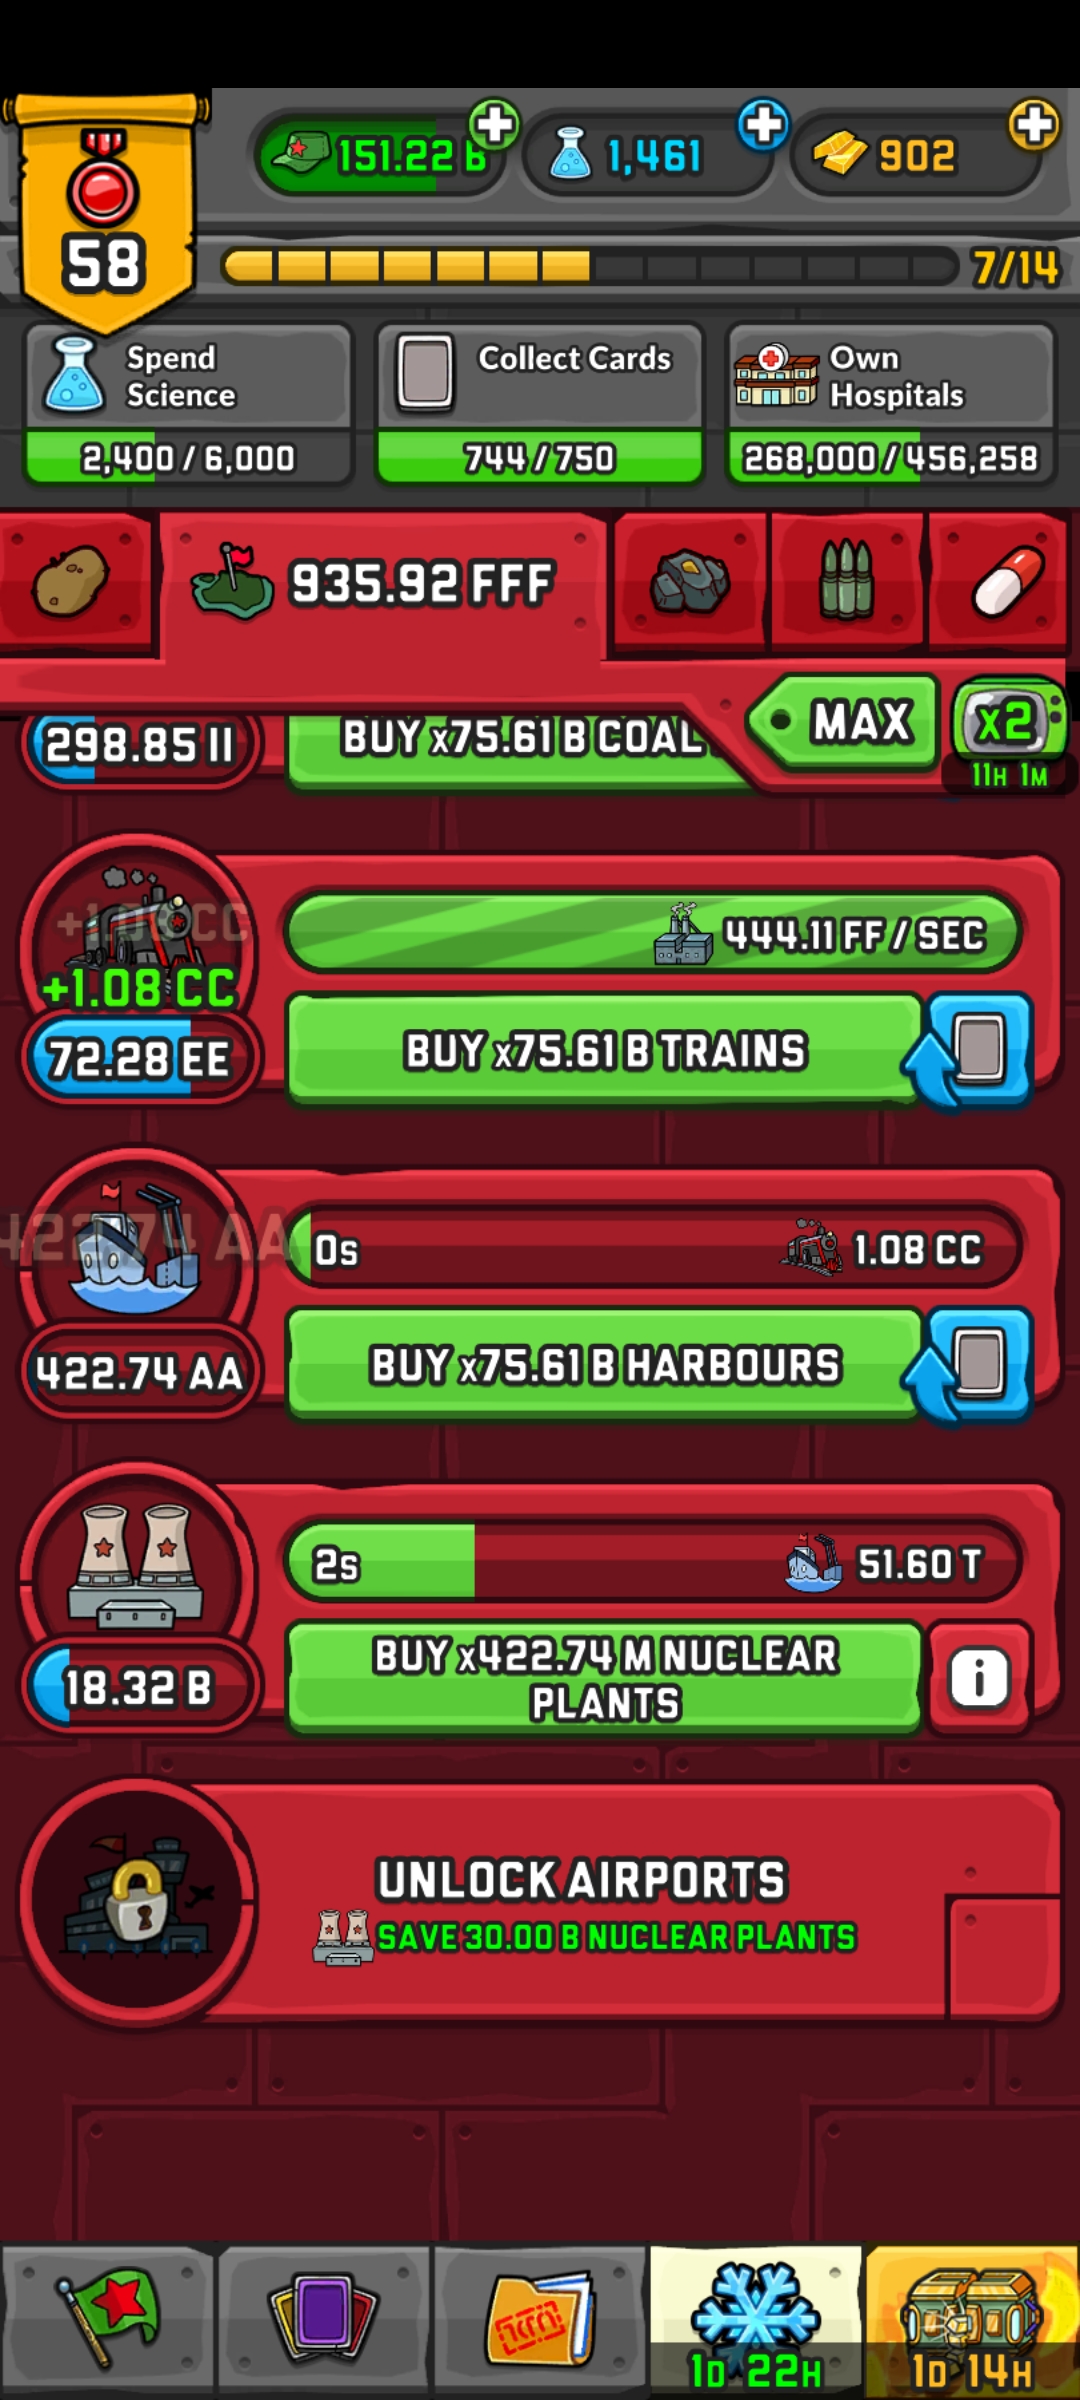 151.22 B
1,461
902
58
7/14
Spend
Science
2,400 / 6,000
Collect Cards
744 / 750
Own
Hospitals
268,000 / 456,258
935.92 FFF
MAX
x2
11H 1M
298.85 II
BUY x75.61 B COAL
+1.08 CC
+1.08 CC
72.28 EE
444.11 FF / SEC
BUY x75.61 B TRAINS
422.74 AA
422.74 AA
0s
1.08 CC
BUY x75.61 B HARBOURS
18.32 B
2s
51.60 T
BUY x422.74 M NUCLEAR
PLANTS
i
UNLOCK AIRPORTS
SAVE 30.00 B NUCLEAR PLANTS
1D 22H
1D 14H